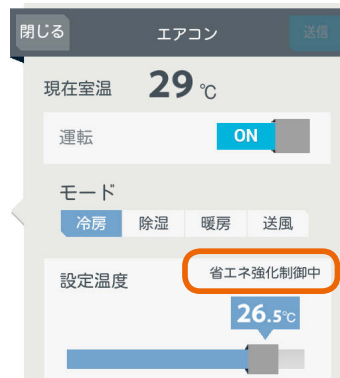 閉じる エアコン 送信
現在室温 29℃
運転 ON
モード
冷房 除湿 暖房 送風
設定温度 省エネ強化制御中
26.5℃